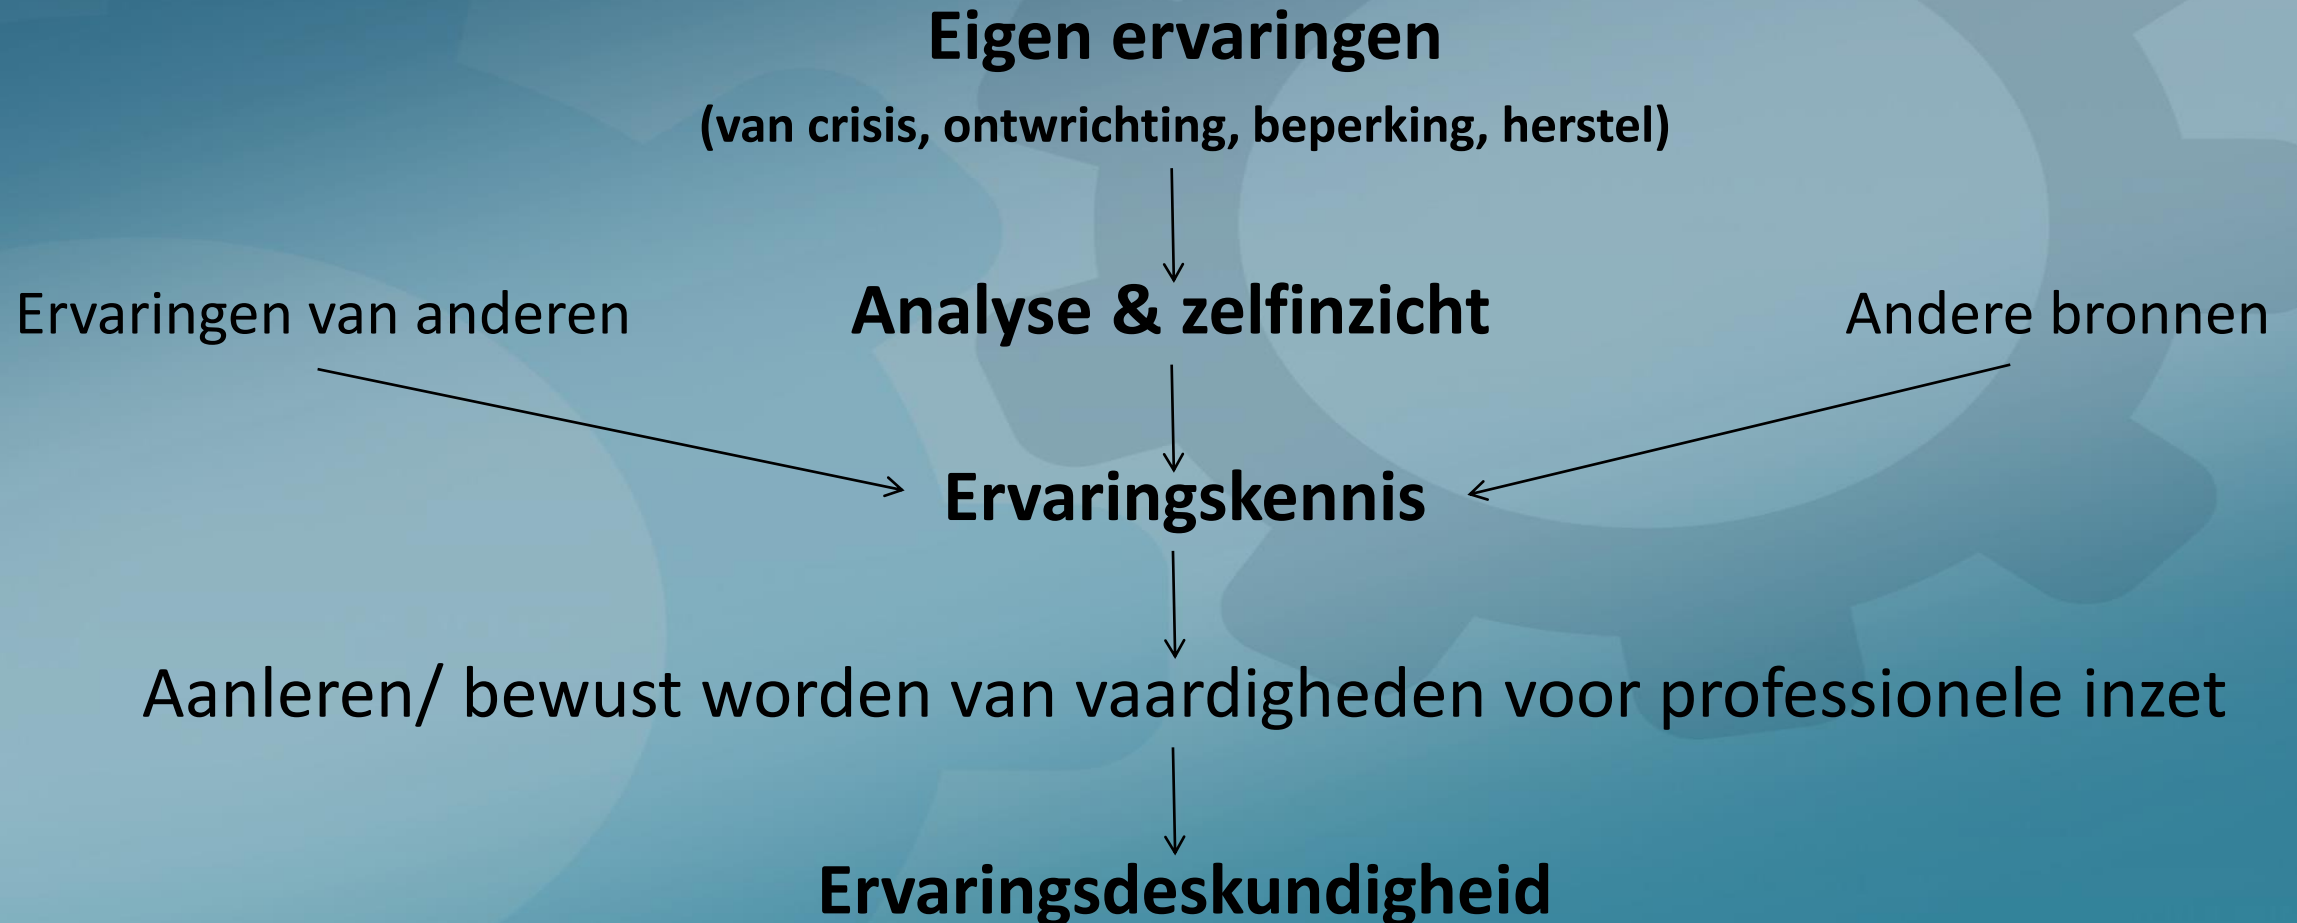 Eigen ervaringen
(van crisis, ontwrichting, beperking, herstel)
Ervaringen van anderen
Analyse & zelfinzicht
Andere bronnen
Ervaringskennis
Aanleren/ bewust worden van vaardigheden voor professionele inzet
Ervaringsdeskundigheid